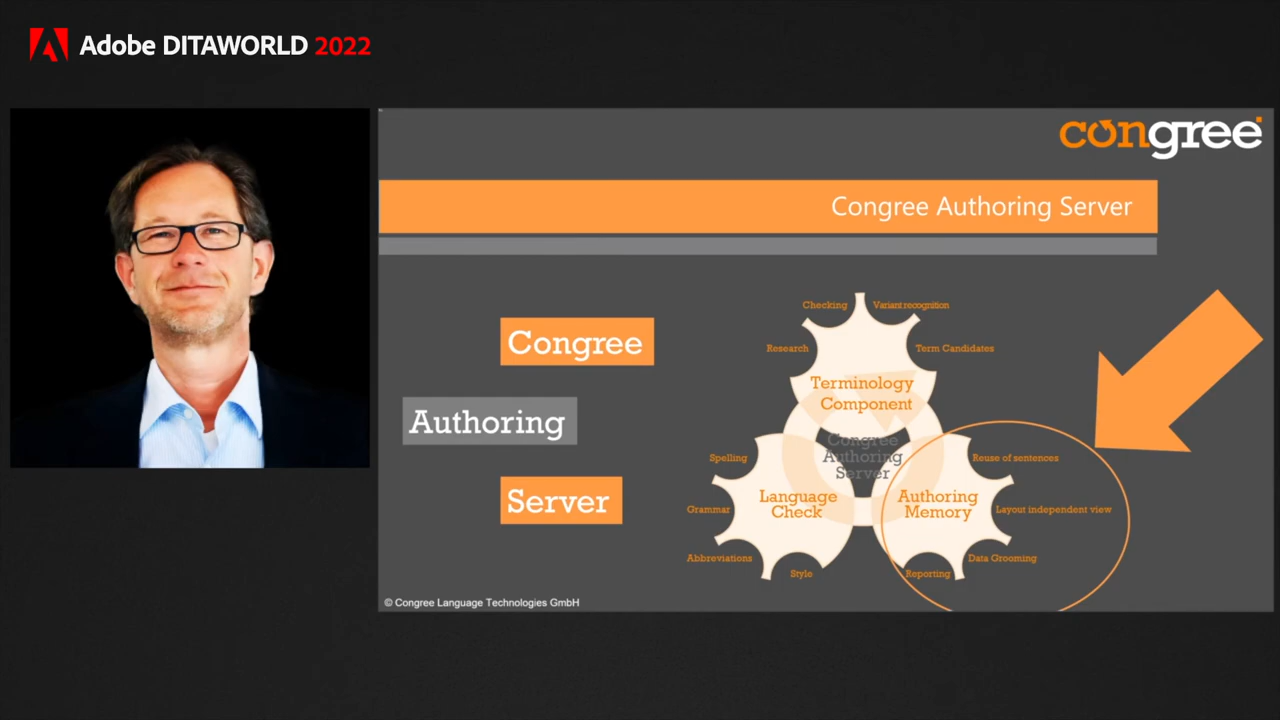 Adobe DITAWORLD 2022
congree
Congree Authoring Server
Congree
Authoring
Server
Checking
Variant recognition
Research
Term Candidates
Terminology
Component
Congree
Authoring
Server
Spelling
Grammar
Abbreviations
Style
Language
Check
Authoring
Memory
Reuse of sentences
Layout independent view
Data Grooming
Reporting
© Congree Language Technologies GmbH